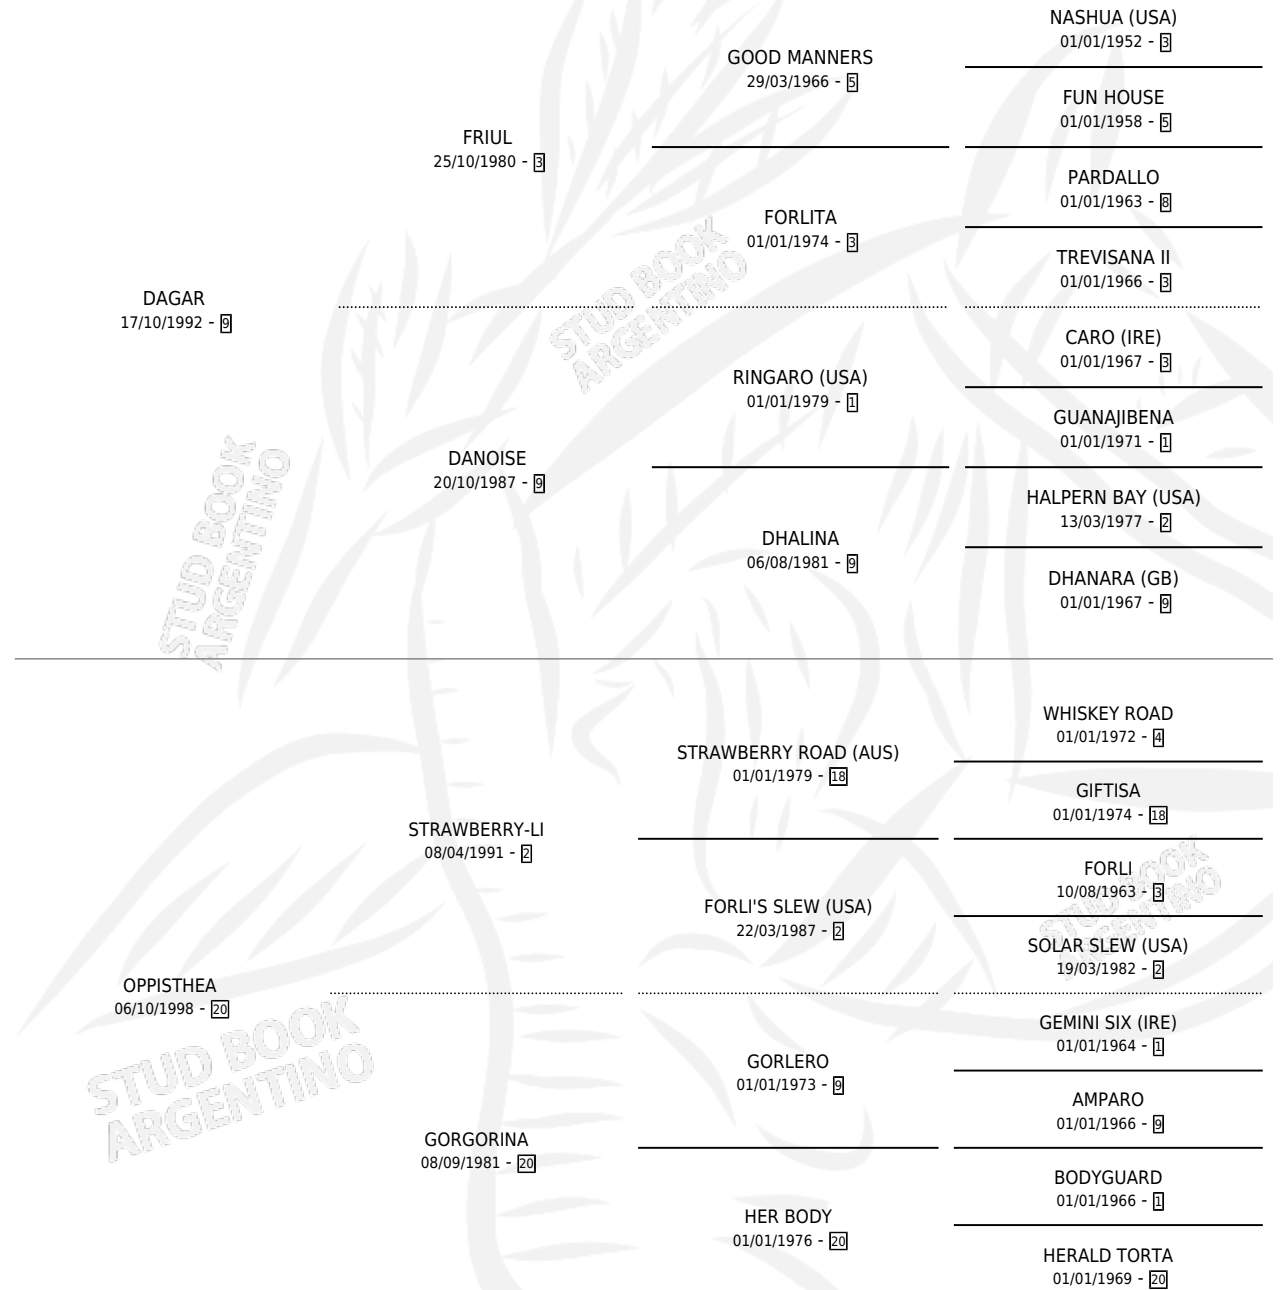 NASHUA (USA)
01/01/1952 - 3
GOOD MANNERS
29/03/1966 - 5
FUN HOUSE
01/01/1958 - 5
FRIUL
25/10/1980 - 3
PARDALLO
01/01/1963 - 8
FORLITA
01/01/1974 - 3
TREVISANA II
01/01/1966 - 3
DAGAR
17/10/1992 - 9
CARO (IRE)
01/01/1967 - 3
RINGARO (USA)
01/01/1979 - 1
GUANAJIBENA
01/01/1971 - 1
DANOISE
20/10/1987 - 9
HALPERN BAY (USA)
13/03/1977 - 2
DHALINA
06/08/1981 - 9
DHANARA (GB)
01/01/1967 - 9
STUD BOOK
ARGENTINO
STUD BOOK
ARGENTINO
WHISKEY ROAD
01/01/1972 - 4
STRAWBERRY ROAD (AUS)
01/01/1979 - 18
GIFTISA
01/01/1974 - 18
STRAWBERRY-LI
08/04/1991 - 2
FORLI
10/08/1963 - 3
FORLI'S SLEW (USA)
22/03/1987 - 2
SOLAR SLEW (USA)
19/03/1982 - 2
OPPISTHEA
06/10/1998 - 20
GEMINI SIX (IRE)
01/01/1964 - 1
GORLERO
01/01/1973 - 9
AMPARO
01/01/1966 - 9
GORGORINA
08/09/1981 - 20
BODYGUARD
01/01/1966 - 1
HER BODY
01/01/1976 - 20
HERALD TORTA
01/01/1969 - 20
STUD BOOK
ARGENTINO
STUD BOOK
ARGENTINO